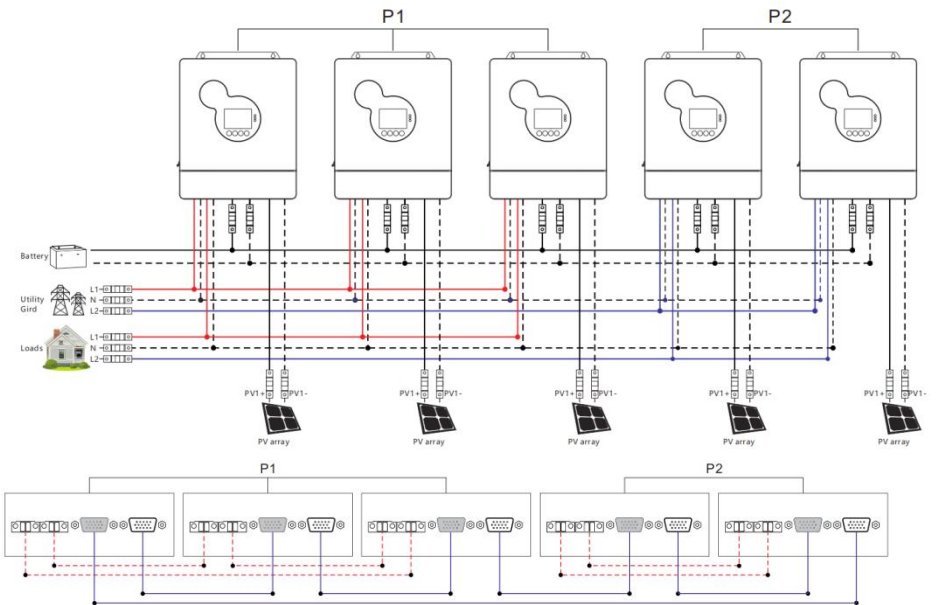 P1 P2
Battery
L1
Utility N
Gird L2
L1
Loads N
L2
PV1+ PV1- PV1+ PV1- PV1+ PV1- PV1+ PV1- PV1+ PV1-
PV array PV array PV array PV array PV array
P1 P2